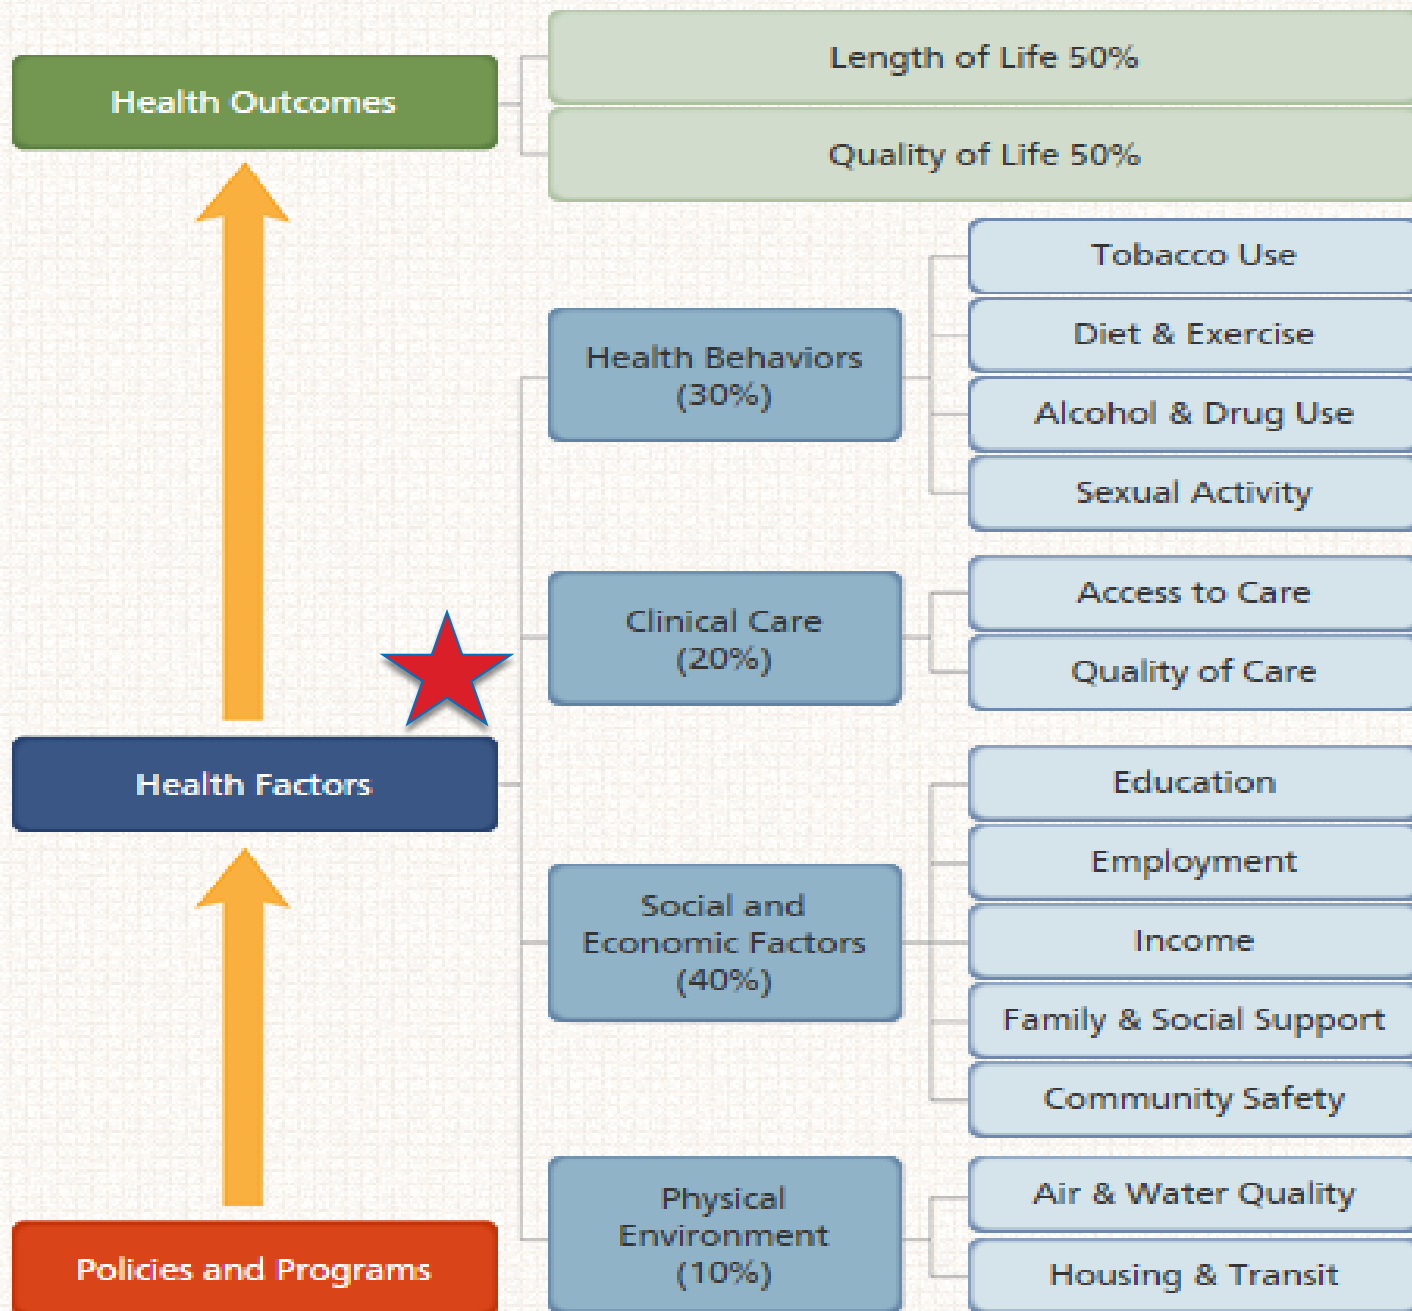 Health Outcomes
Length of Life 50%
Quality of Life 50%
Health Factors
Health Behaviors
(30%)
Tobacco Use
Diet & Exercise
Alcohol & Drug Use
Sexual Activity
Clinical Care
(20%)
Access to Care
Quality of Care
Social and
Economic Factors
(40%)
Education
Employment
Income
Family & Social Support
Community Safety
Physical
Environment
(10%)
Air & Water Quality
Housing & Transit
Policies and Programs